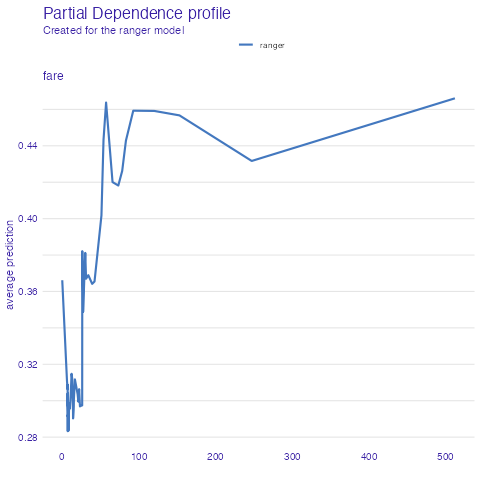 Partial Dependence profile
Created for the ranger model
ranger
fare
average prediction
0.44
0.40
0.36
0.32
0.28
0
100
200
300
400
500